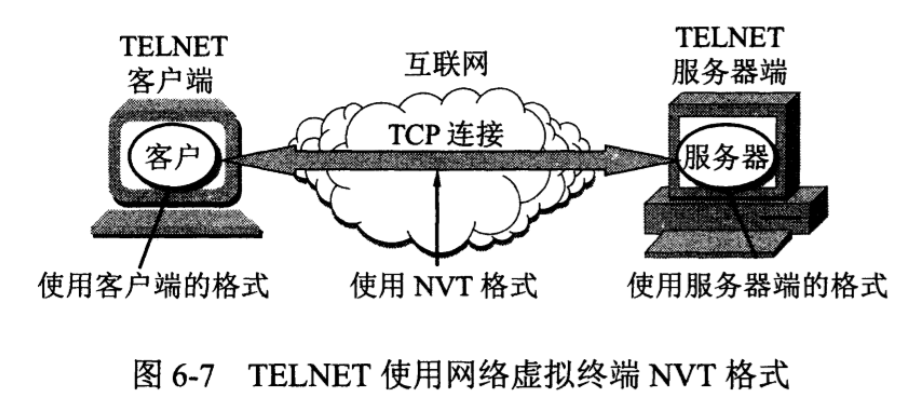 TELNET
客户端
互联网
TELNET
服务器端
客户
TCP 连接
服务器
使用客户端的格式
使用 NVT 格式
使用服务器端的格式
图 6-7 TELNET 使用网络虚拟终端 NVT 格式